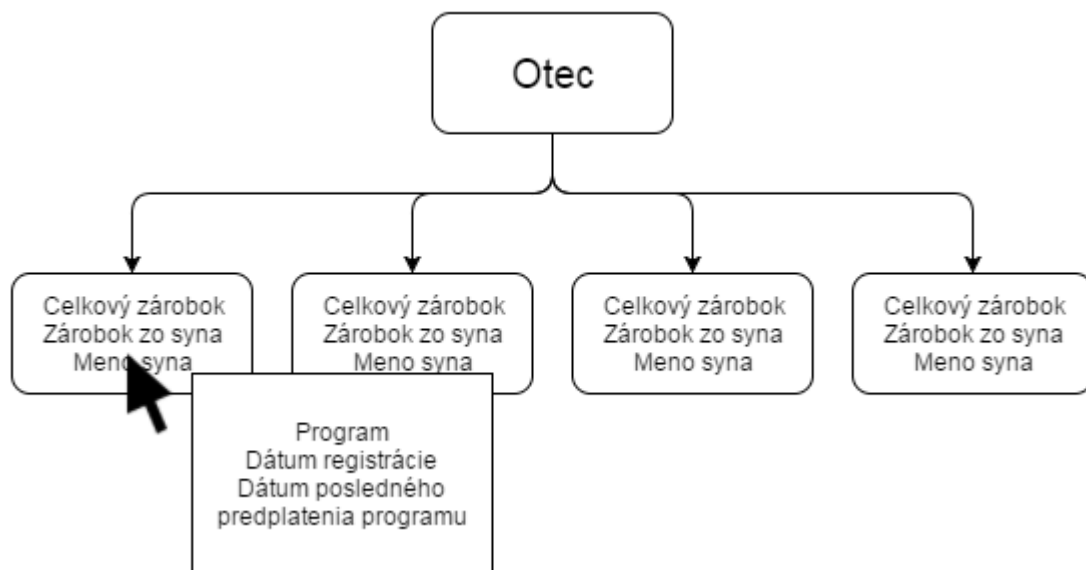 Otec
Celkový zárobok
Zárobok zo syna
Meno syna
Celkový zárobok
Zárobok zo syna
Meno syna
Celkový zárobok
Zárobok zo syna
Meno syna
Celkový zárobok
Zárobok zo syna
Meno syna
Program
Dátum registrácie
Dátum posledného
predplatenia programu